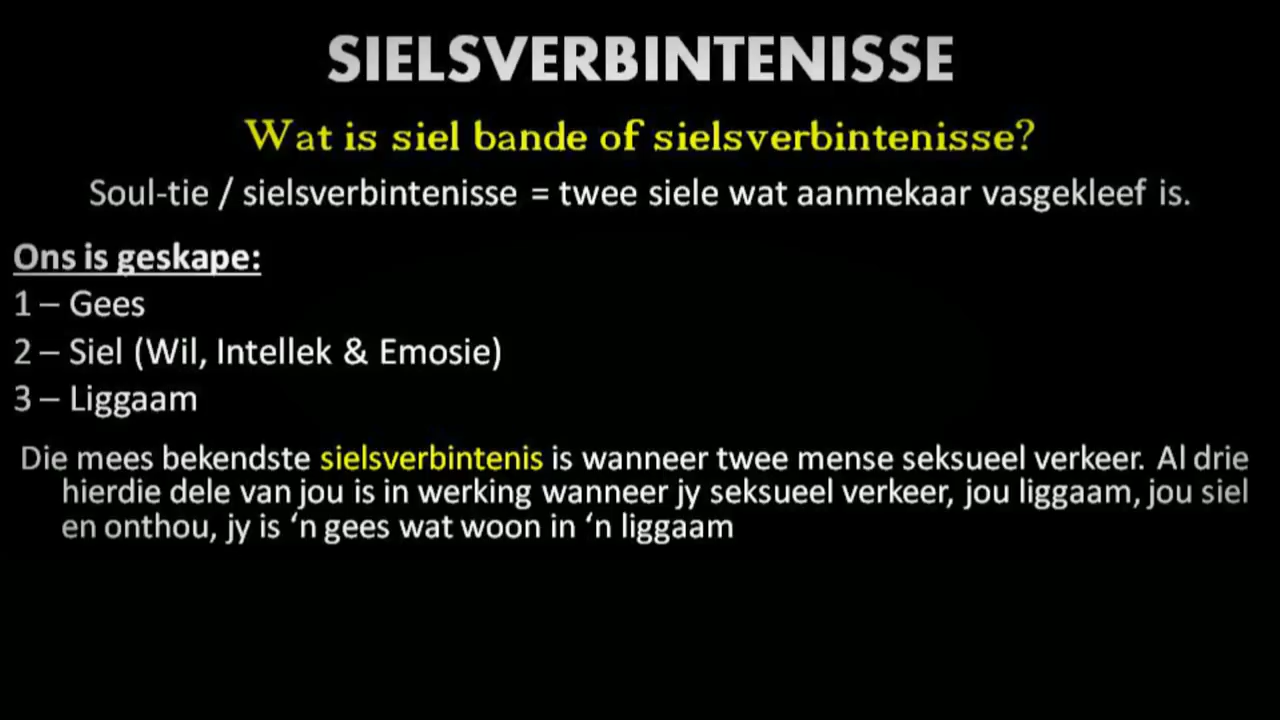 SIELSVERBINTENISSE
Wat is siel bande of sielsverbintenisse?
Soul-tie / sielsverbintenisse = twee siele wat aanmekaar vasgekleef is.
Ons is geskape:
1 – Gees
2 – Siel (Wil, Intellek & Emosie)
3 – Liggaam
Die mees bekendste sielsverbintenis is wanneer twee mense seksueel verkeer. Al drie
hierdie dele van jou is in werking wanneer jy seksueel verkeer, jou liggaam, jou siel
en onthou, jy is ‘n gees wat woon in ‘n liggaam